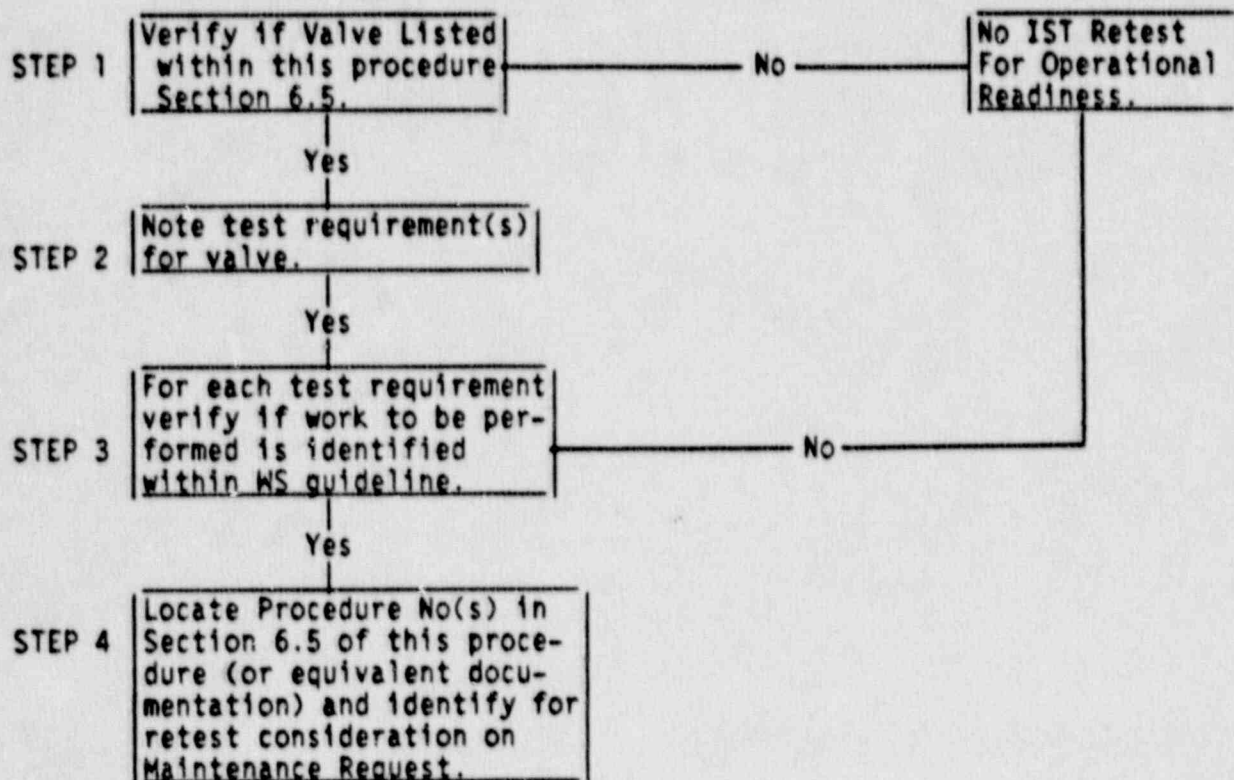 STEP 1
Verify if Valve Listed
within this procedure
Section 6.5.
No
No IST Retest
For Operational
Readiness.
Yes
STEP 2
Note test requirement(s)
for valve.
Yes
STEP 3
For each test requirement
verify if work to be per-
formed is identified
within WS guideline.
No
Yes
STEP 4
Locate Procedure No(s) in
Section 6.5 of this proce-
dure (or equivalent docu-
mentation) and identify for
retest consideration on
Maintenance Request.